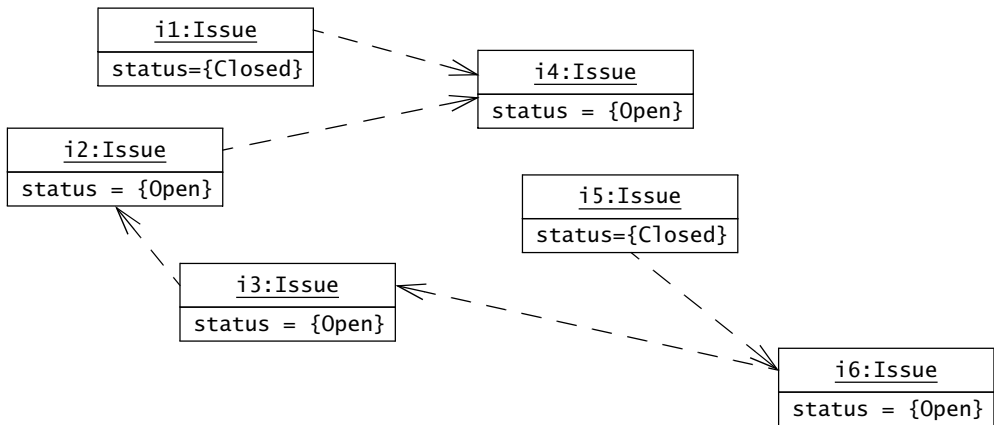 i1:Issue
status={Closed}
i4:Issue
status = {Open}
i2:Issue
status = {Open}
i5:Issue
status={Closed}
i3:Issue
status = {Open}
i6:Issue
status = {Open}